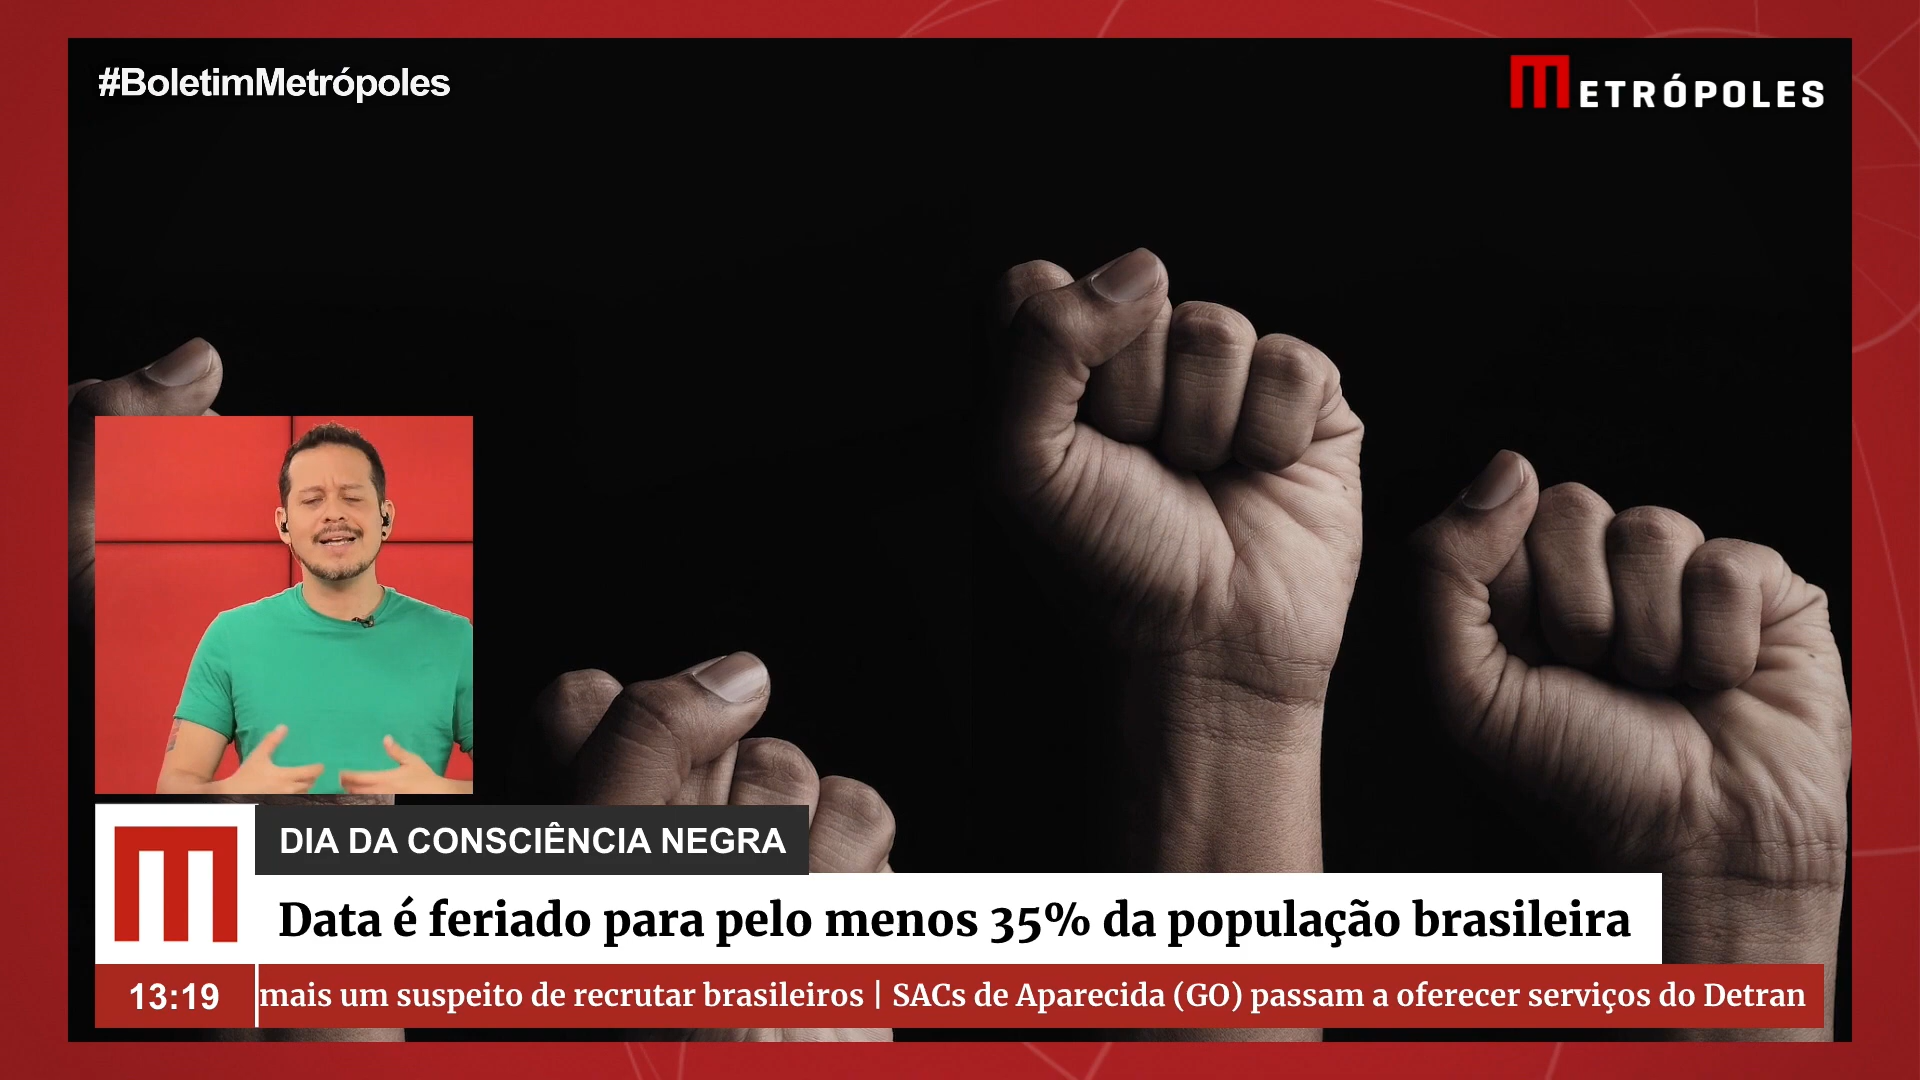 #BoletimMetrópoles
METRÓPOLES
DIA DA CONSCIÊNCIA NEGRA
Data é feriado para pelo menos 35% da população brasileira
13:19
mais um suspeito de recrutar brasileiros | SACs de Aparecida (GO) passam a oferecer serviços do Detran